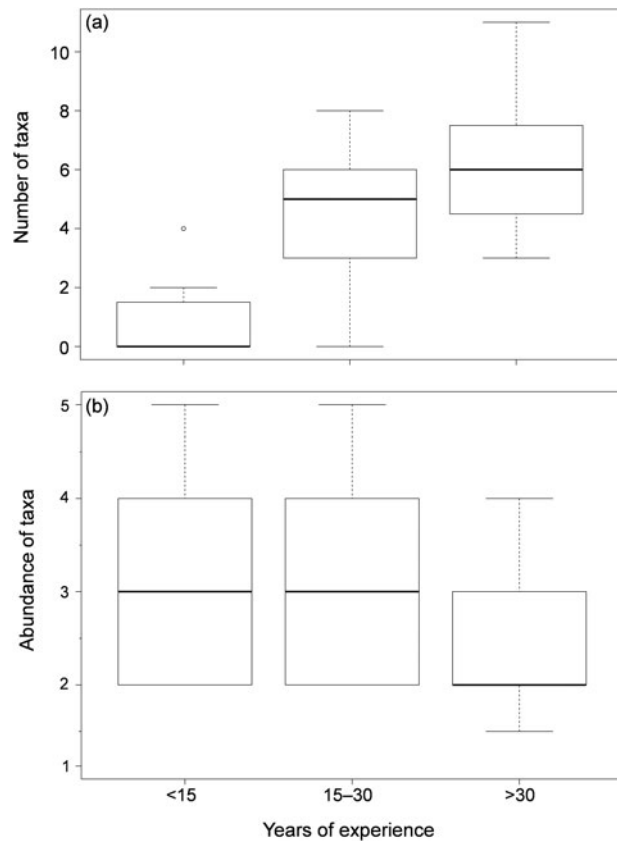 (a)
10
8
6
4
2
0
Number of taxa
(b)
5
4
3
2
1
Abundance of taxa
<15 15–30 >30
Years of experience